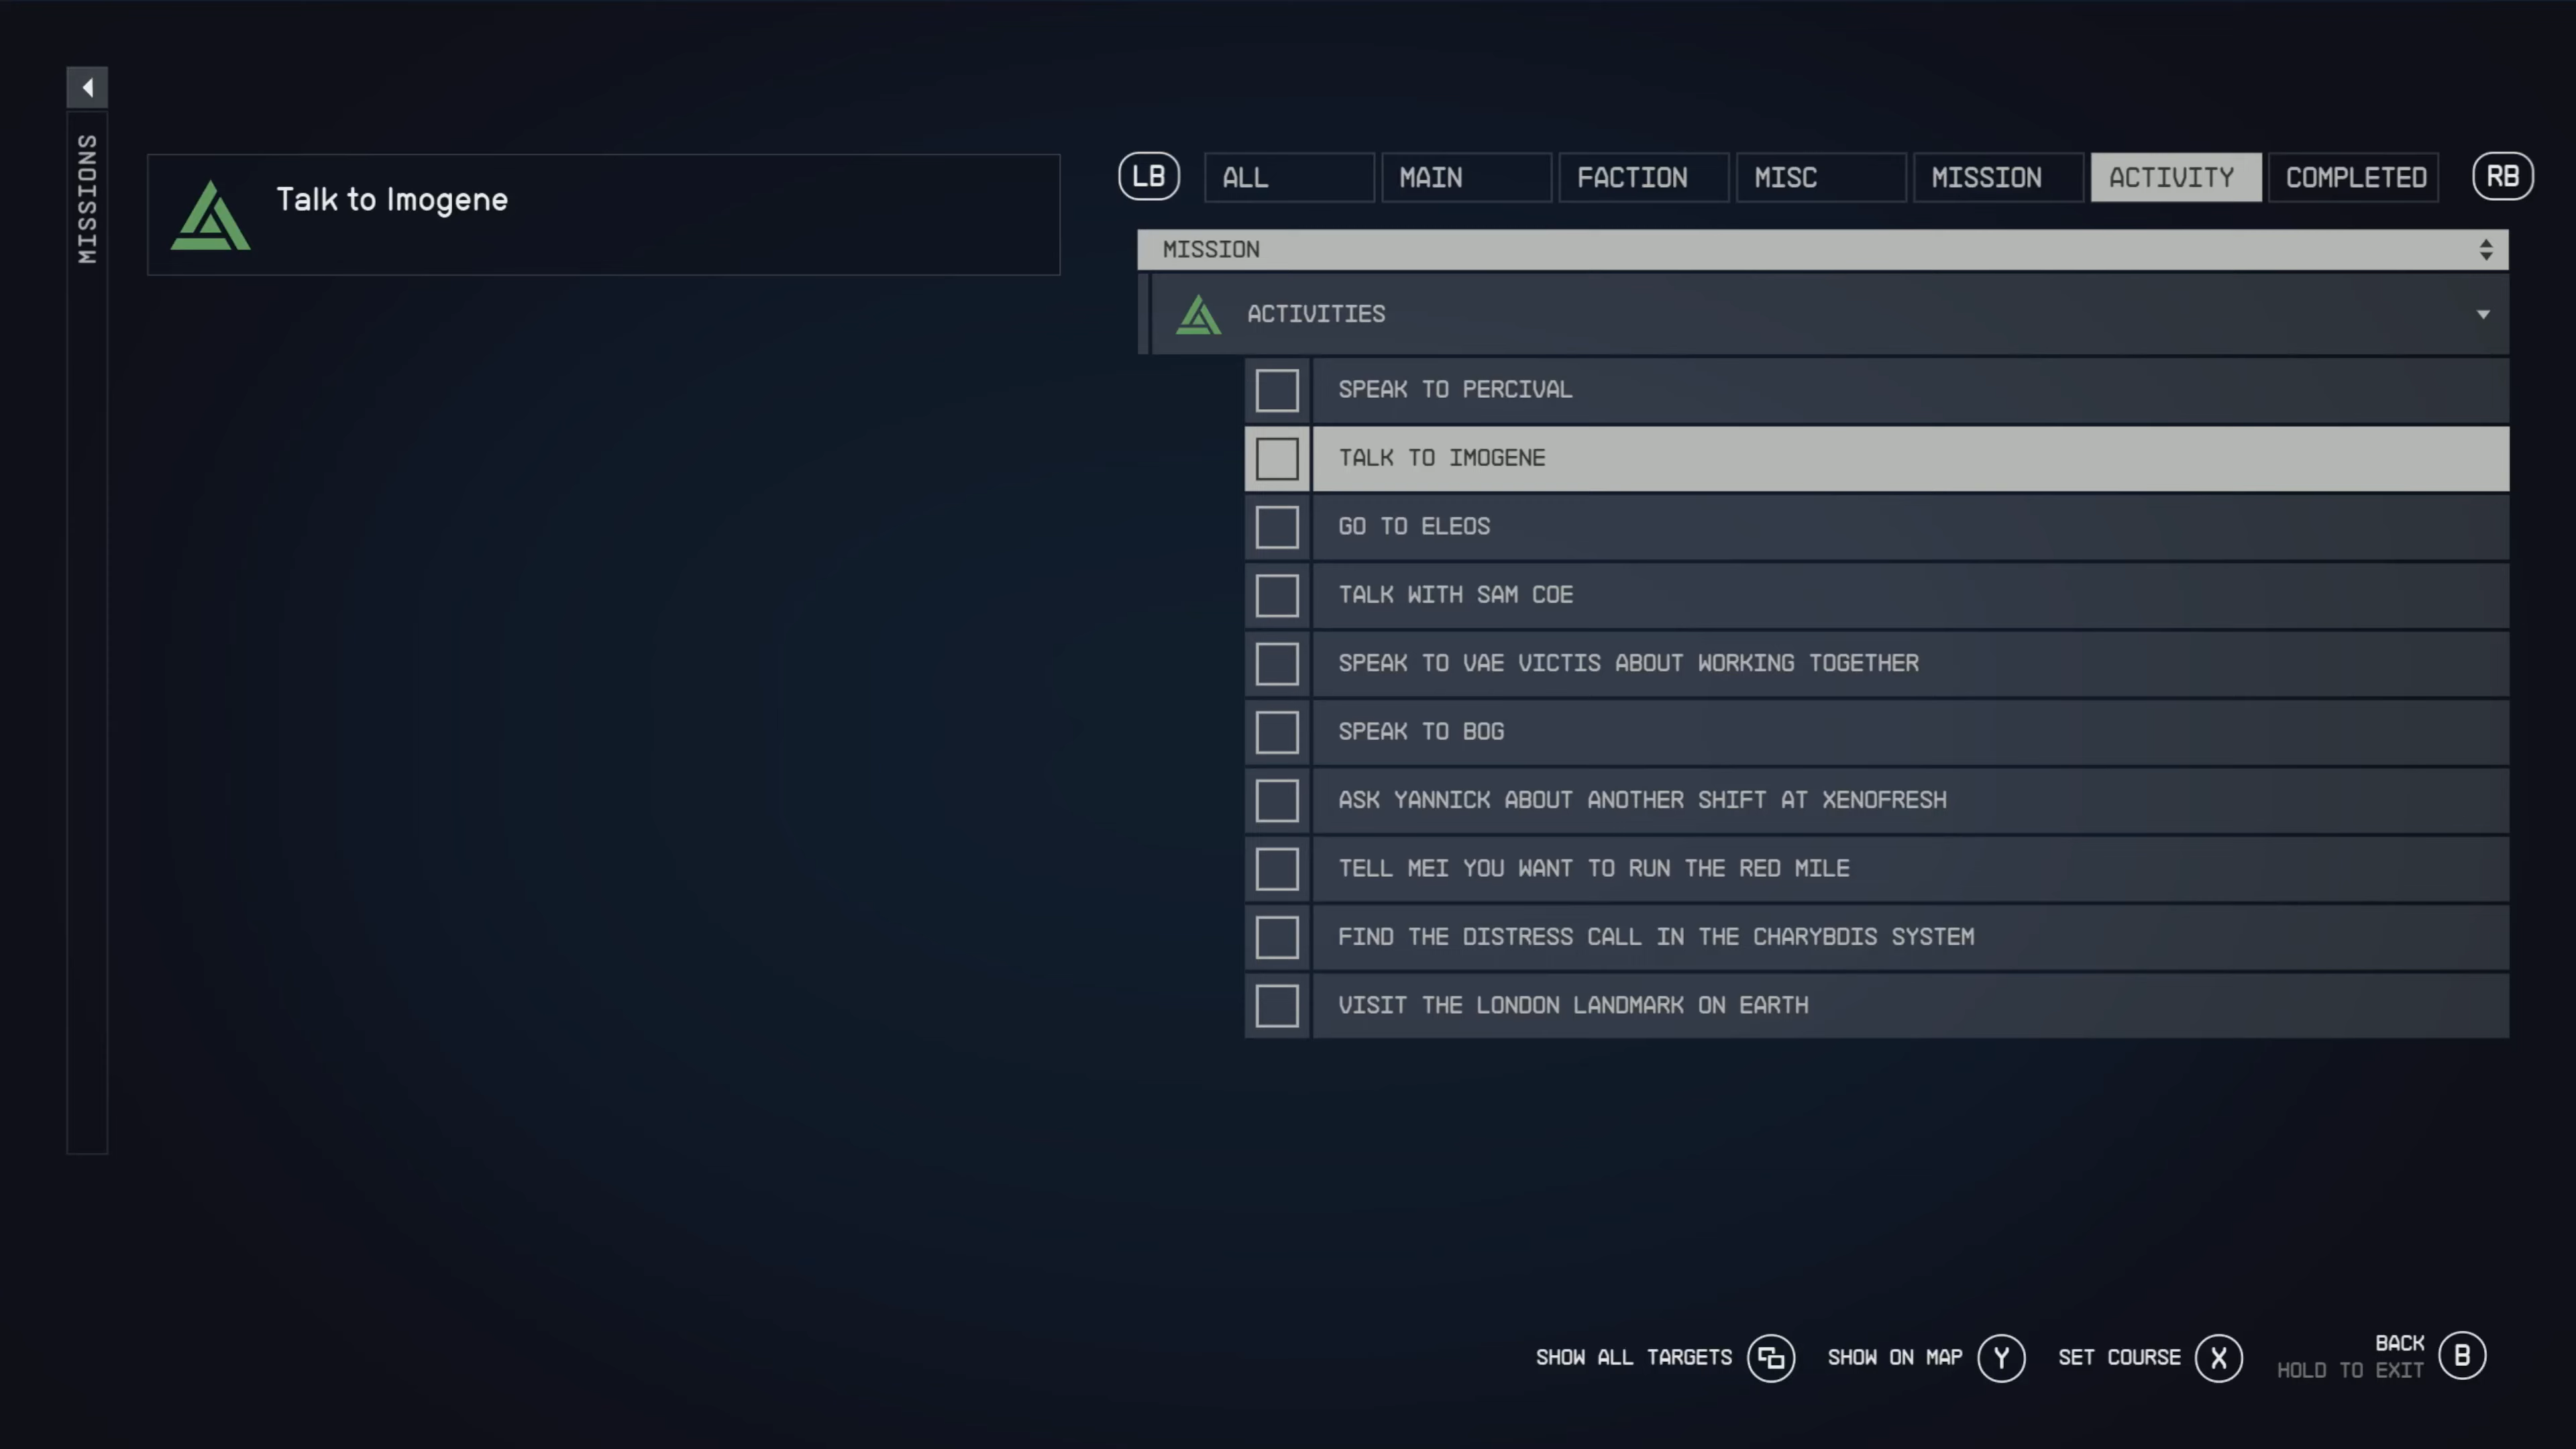 MISSIONS
Talk to Imogene
LB ALL MAIN FACTION MISC MISSION ACTIVITY COMPLETED RB
MISSION
ACTIVITIES
SPEAK TO PERCIVAL
TALK TO IMOGENE
GO TO ELEOS
TALK WITH SAM COE
SPEAK TO VAE VICTIS ABOUT WORKING TOGETHER
SPEAK TO BOG
ASK YANNICK ABOUT ANOTHER SHIFT AT XENOFRESH
TELL MEI YOU WANT TO RUN THE RED MILE
FIND THE DISTRESS CALL IN THE CHARYBDIS SYSTEM
VISIT THE LONDON LANDMARK ON EARTH
SHOW ALL TARGETS SHOW ON MAP Y SET COURSE X BACK B
HOLD TO EXIT